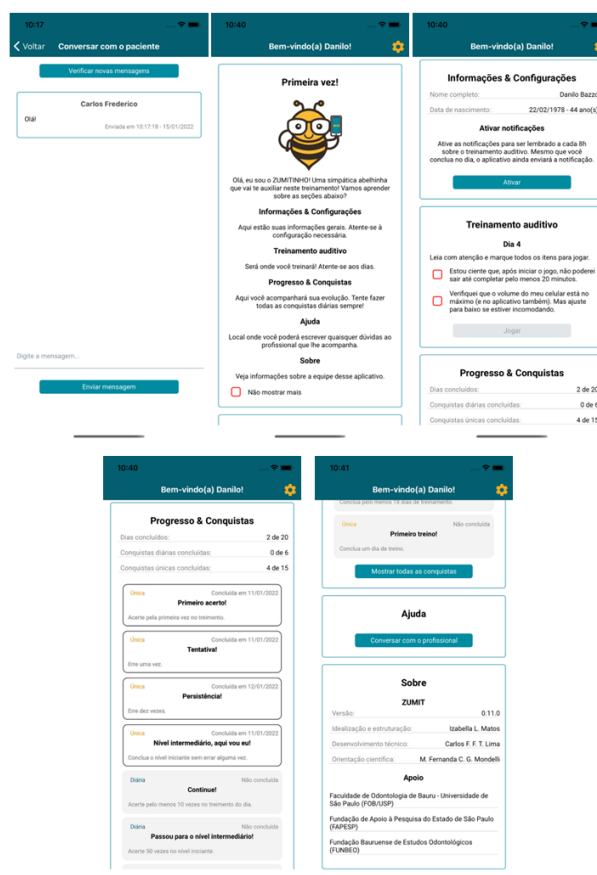 10:17
Voltar Conversar com o paciente
Verificar novas mensagens
Carlos Frederico
Olá!
Enviada em 10:17:18 - 15/01/2022
Digite a mensagem...
Enviar mensagem
10:40
Bem-vindo(a) Danilo!
Primeira vez!
Olá, eu sou o ZUMITINHO! Uma simpática abelhinha
que vai te auxiliar neste treinamento! Vamos aprender
sobre as seções abaixo?
Informações & Configurações
Aqui estão suas informações gerais. Atente-se à
configuração necessária.
Treinamento auditivo
Será onde você treinará! Atente-se aos dias.
Progresso & Conquistas
Aqui você acompanhará sua evolução. Tente fazer
todas as conquistas diárias sempre!
Ajuda
Local onde você poderá escrever quaisquer dúvidas ao
profissional que lhe acompanha.
Sobre
Veja informações sobre a equipe desse aplicativo.
Não mostrar mais
10:40
Bem-vindo(a) Danilo!
Informações & Configurações
Nome completo: Danilo Bazzo
Data de nascimento: 22/02/1978 - 44 ano(s)
Ativar notificações
Ative as notificações para ser lembrado a cada 8h
sobre o treinamento auditivo. Mesmo que você
conclua no dia, o aplicativo ainda enviará a notificação.
Ativar
Treinamento auditivo
Dia 4
Leia com atenção e marque todos os itens para jogar.
Estou ciente que, após iniciar o jogo, não poderei
sair até completar pelo menos 20 minutos.
Verifiquei que o volume do meu celular está no
máximo (e no aplicativo também). Mas ajuste
para baixo se estiver incomodando.
Jogar
Progresso & Conquistas
Dias concluídos: 2 de 20
Conquistas diárias concluídas: 0 de 6
Conquistas únicas concluídas: 4 de 15
10:40
Bem-vindo(a) Danilo!
Progresso & Conquistas
Dias concluídos: 2 de 20
Conquistas diárias concluídas: 0 de 6
Conquistas únicas concluídas: 4 de 15
Única Concluída em 11/01/2022
Primeiro acerto!
Acerte pela primeira vez no treinamento.
Única Concluída em 11/01/2022
Tentativa!
Erre uma vez.
Única Concluída em 12/01/2022
Persistência!
Erre dez vezes.
Única Concluída em 11/01/2022
Nível intermediário, aqui vou eu!
Conclua o nível iniciante sem errar alguma vez.
Diária Não concluída
Continue!
Acerte pelo menos 10 vezes no treinamento do dia.
Diária Não concluída
Passou para o nível intermediário!
Acerte 50 vezes no nível iniciante.
10:41
Bem-vindo(a) Danilo!
Conclua pelo menos 18 dias de treinamento.
Única Não concluída
Primeiro treino!
Conclua um dia de treino.
Mostrar todas as conquistas
Ajuda
Conversar com o profissional
Sobre
ZUMIT
Versão: 0.11.0
Idealização e estruturação: Izabella L. Matos
Desenvolvimento técnico: Carlos F. F. T. Lima
Orientação científica: M. Fernanda C. G. Mondelli
Apoio
Faculdade de Odontologia de Bauru - Universidade de
São Paulo (FOB/USP)
Fundação de Apoio à Pesquisa do Estado de São Paulo
(FAPESP)
Fundação Bauruense de Estudos Odontológicos
(FUNBEO)